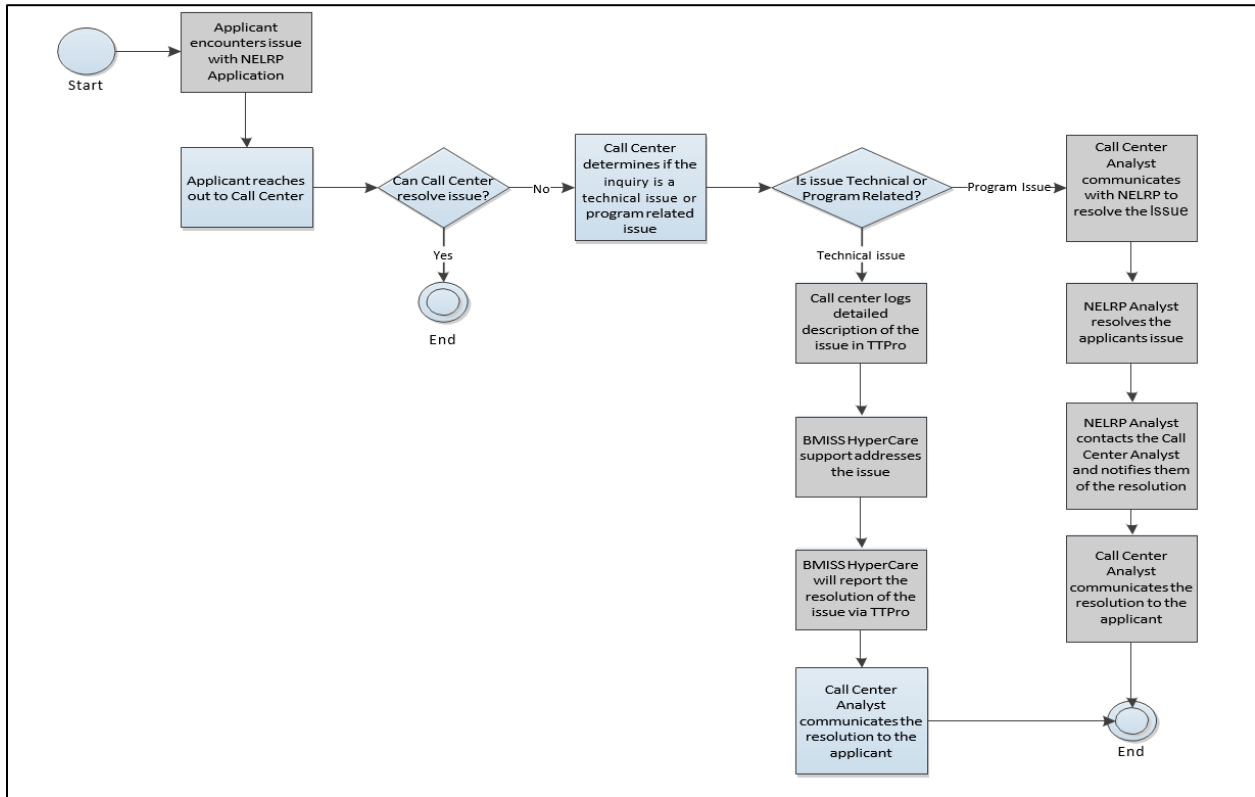 Applicant
encounters issue
with NELRP
Application
Start
Applicant reaches
out to Call Center
Can Call Center
resolve issue?
No
Yes
End
Call Center
determines if the
inquiry is a
technical issue or
program related
issue
Is issue Technical or
Program Related?
Program Issue
Technical issue
Call Center
Analyst
communicates
with NELRP to
resolve the Issue
Call center logs
detailed
description of the
issue in TTPro
NELRP Analyst
resolves the
applicants issue
BMISS HyperCare
support addresses
the issue
NELRP Analyst
contacts the Call
Center Analyst
and notifies them
of the resolution
BMISS HyperCare
will report the
resolution of the
issue via TTPro
Call Center
Analyst
communicates the
resolution to the
applicant
Call Center
Analyst
communicates the
resolution to the
applicant
End